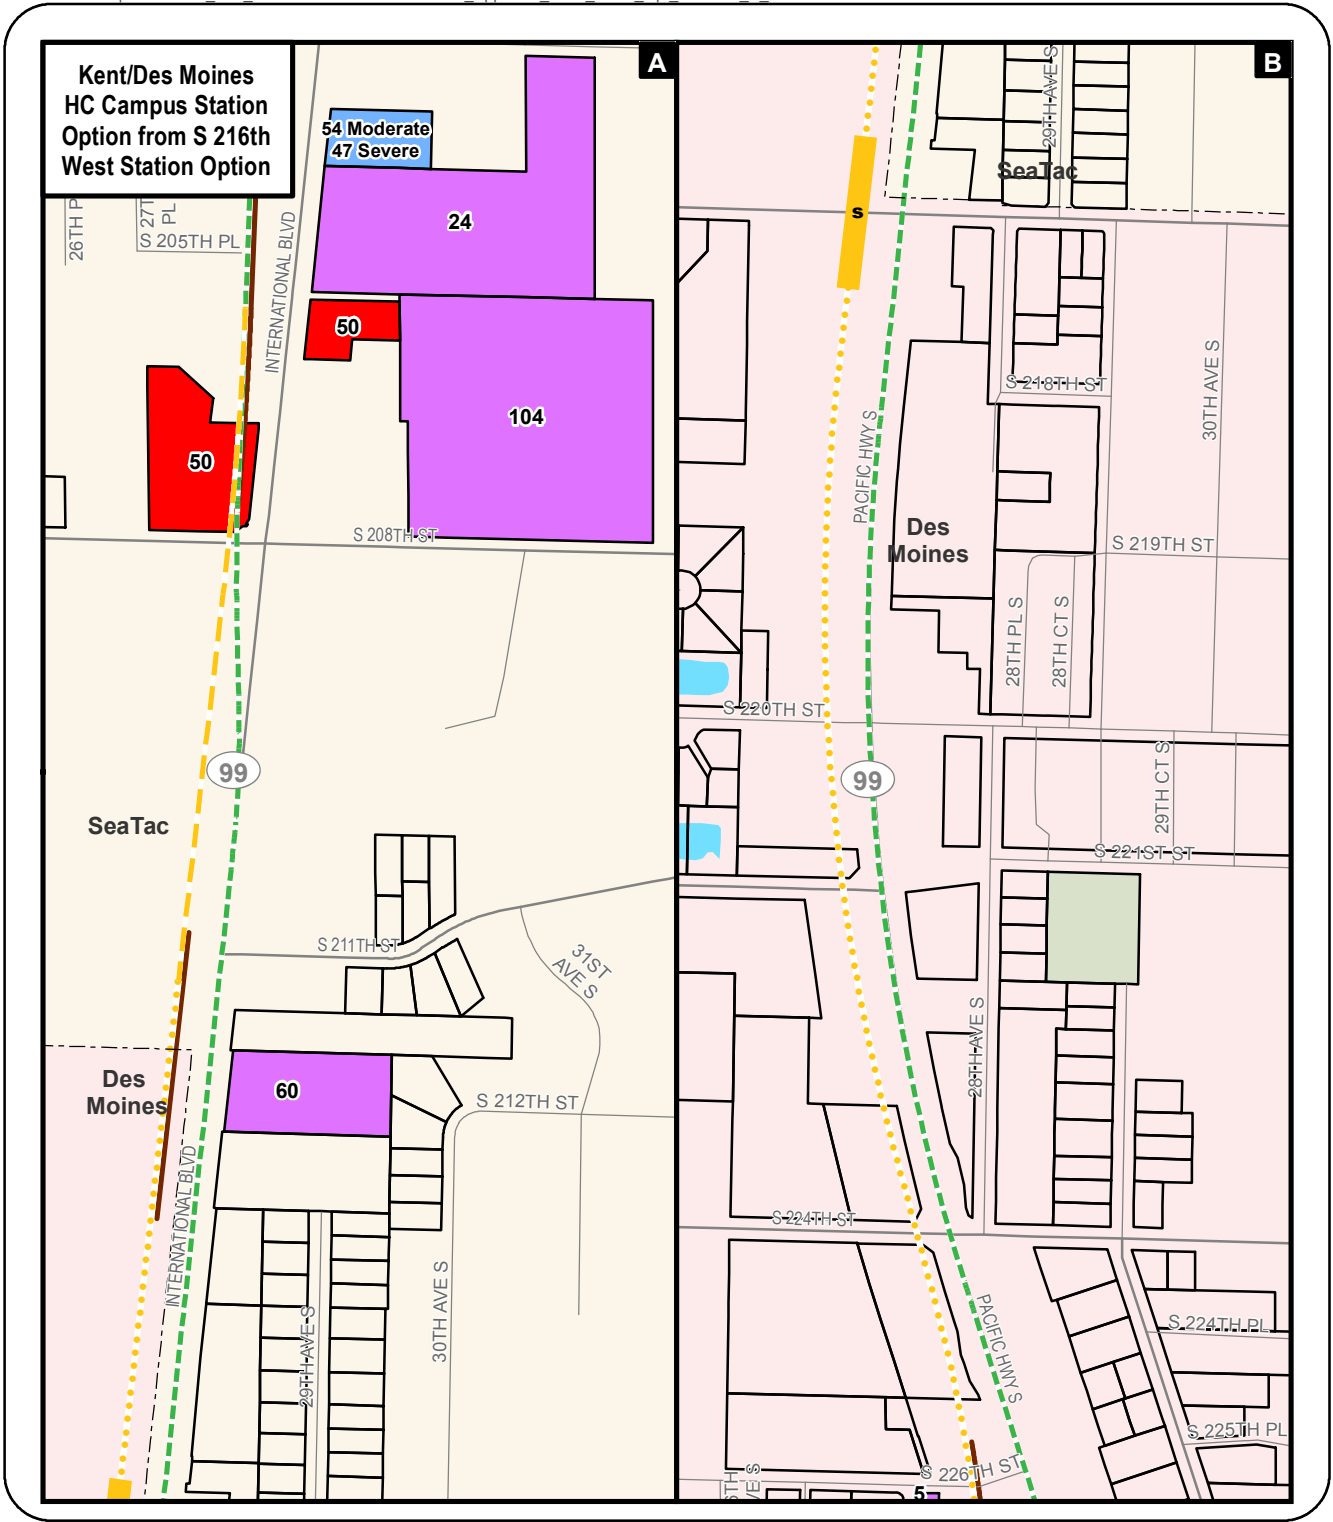 Kent/Des Moines
HC Campus Station
Option from S 216th
West Station Option
A
54 Moderate
47 Severe
24
26TH P
27T
PL
S 205TH PL
INTERNATIONAL BLVD
50
104
50
S 208TH ST
99
SeaTac
S 211TH ST
31ST
AVE S
Des
Moines
60
S 212TH ST
INTERNATIONAL BLVD
29TH AVE S
30TH AVE S
B
29TH AVE S
SeaTac
s
S 218TH ST
30TH AVE S
PACIFIC HWY S
Des
Moines
S 219TH ST
28TH PL S
28TH CT S
S 220TH ST
99
29TH CT S
S 221ST ST
28TH AVE S
S 224TH ST
PACIFIC HWY S
S 224TH PL
S 225TH PL
S 226TH ST
5TH
VE S
5